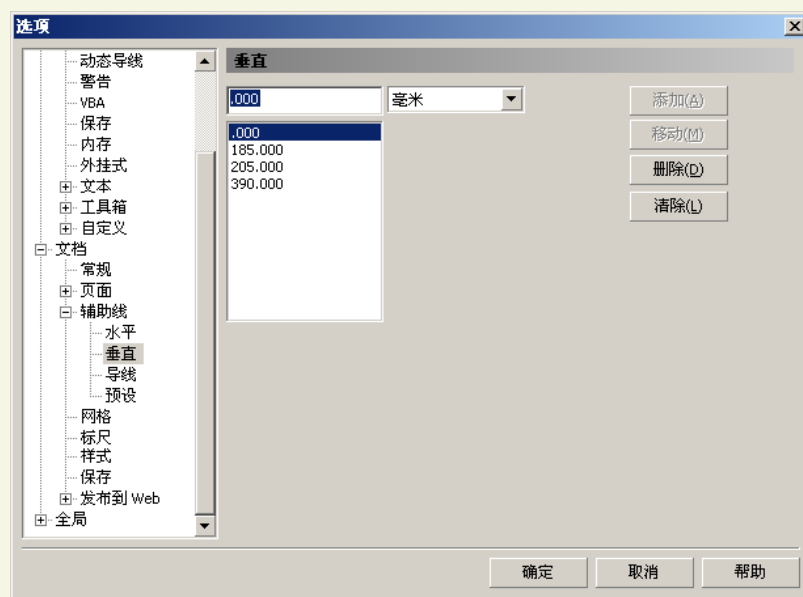 选项
动态导线
警告
VBA
保存
内存
外挂式
文本
工具箱
自定义
文档
常规
页面
辅助线
水平
垂直
导线
预设
网格
标尺
样式
保存
发布到 Web
全局
垂直
.000
毫米
.000
185.000
205.000
390.000
添加(A)
移动(M)
删除(D)
清除(L)
确定
取消
帮助